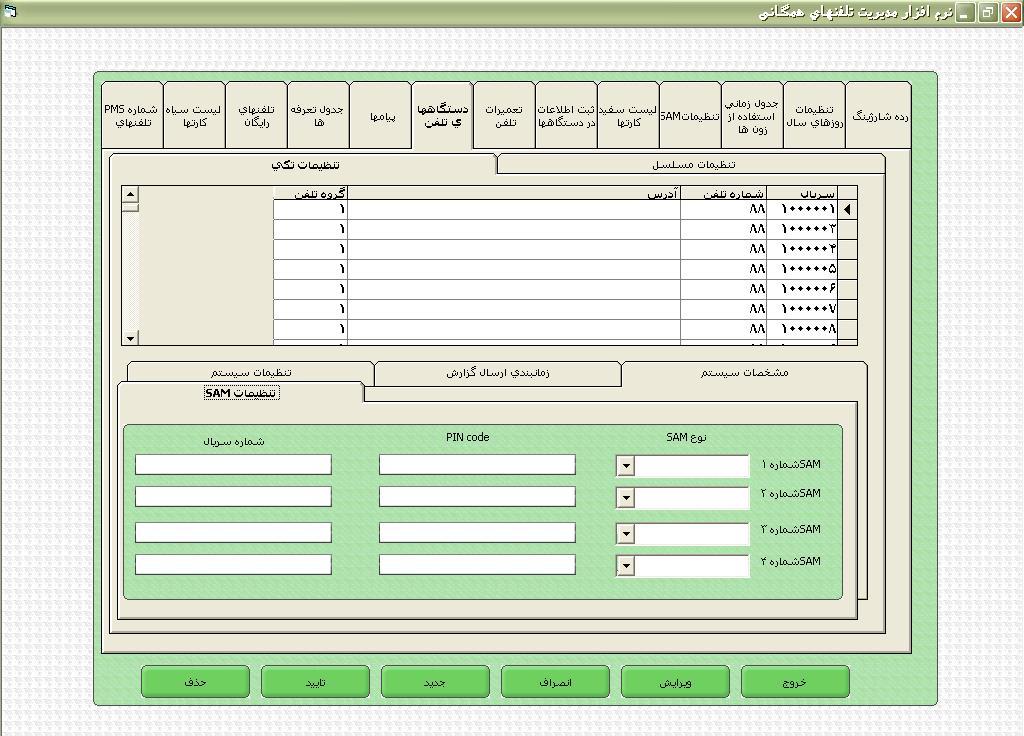 نرم افزار مديريت تلفنهاي همگاني
رده شارژينگ
تنظيمات
روزهاي سال
جدول زماني
استفاده از
زون ها
تنظيماتSAM
ليست سفيد
كارتها
ثبت اطلاعات
در دستگاهها
تعميرات
تلفن
دستگاهها
ي تلفن
پيامها
جدول تعرفه
ها
تلفنهاي
رايگان
ليست سياه
كارتها
شماره PMS
تلفنهاي
تنظيمات مسلسل
تنظيمات تكي
سريال شماره تلفن آدرس گروه تلفن
۱۰۰۰۰۰۱ ۸۸ ۱
۱۰۰۰۰۰۳ ۸۸ ۱
۱۰۰۰۰۰۴ ۸۸ ۱
۱۰۰۰۰۰۵ ۸۸ ۱
۱۰۰۰۰۰۶ ۸۸ ۱
۱۰۰۰۰۰۷ ۸۸ ۱
۱۰۰۰۰۰۸ ۸۸ ۱
مشخصات سيستم
زمانبندي ارسال گزارش
تنظيمات سيستم
تنظيمات SAM
نوع SAM
PIN code
شماره سريال
SAMشماره ۱
SAMشماره ۲
SAMشماره ۳
SAMشماره ۴
خروج
ويرايش
انصراف
جديد
تاييد
حذف